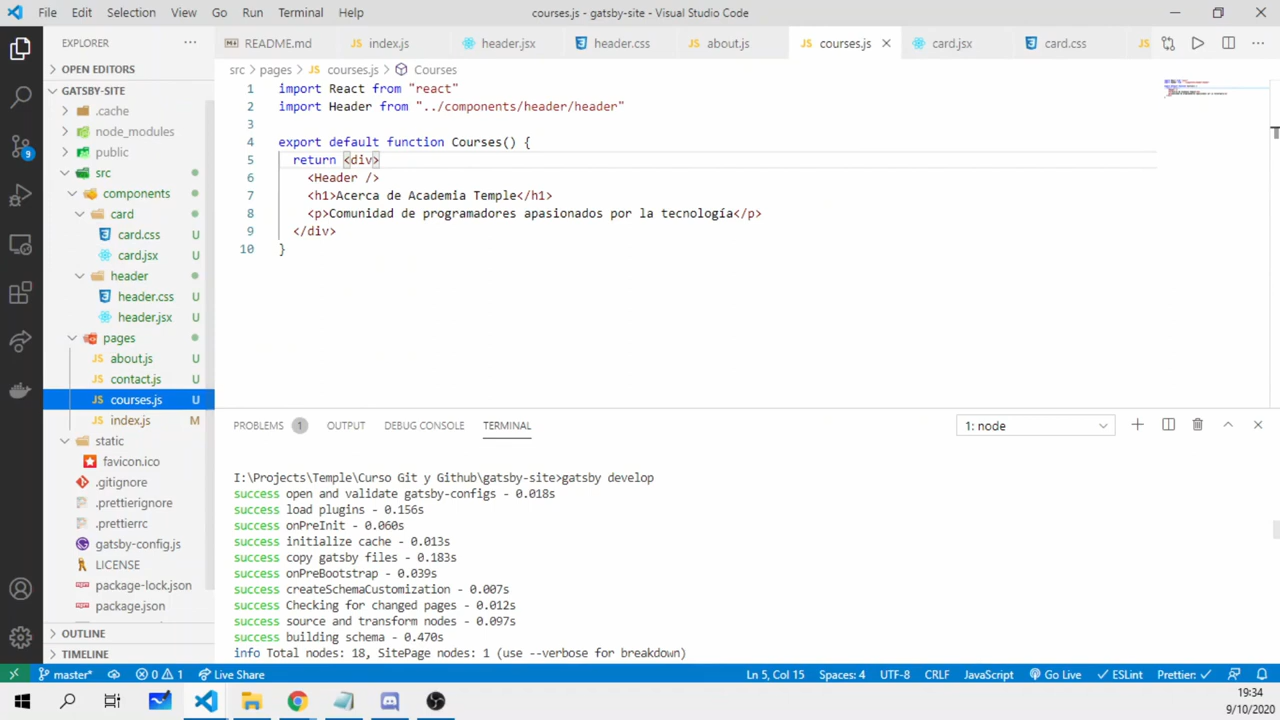 File Edit Selection View Go Run Terminal Help courses.js - gatsby-site - Visual Studio Code
EXPLORER
OPEN EDITORS
GATSBY-SITE
.cache
node_modules
public
src
components
card
card.css U
card.jsx U
header
header.css U
header.jsx U
pages
JS about.js U
JS contact.js U
JS courses.js U
JS index.js M
static
favicon.ico
.gitignore
.prettierignore
.prettierrc
gatsby-config.js
LICENSE
package-lock.json
package.json
OUTLINE
TIMELINE
9
README.md JS index.js header.jsx header.css JS about.js JS courses.js card.jsx card.css JS
src > pages > JS courses.js > Courses
1 import React from "react"
2 import Header from "../components/header/header"
3
4 export default function Courses() {
5 return <div>
6 <Header />
7 <h1>Acerca de Academia Temple</h1>
8 <p>Comunidad de programadores apasionados por la tecnología</p>
9 </div>
10 }
PROBLEMS 1 OUTPUT DEBUG CONSOLE TERMINAL 1: node
I:\Projects\Temple\Curso Git y Github\gatsby-site>gatsby develop
success open and validate gatsby-configs - 0.018s
success load plugins - 0.156s
success onPreInit - 0.060s
success initialize cache - 0.013s
success copy gatsby files - 0.183s
success onPreBootstrap - 0.039s
success createSchemaCustomization - 0.007s
success Checking for changed pages - 0.012s
success source and transform nodes - 0.097s
success building schema - 0.470s
info Total nodes: 18, SitePage nodes: 1 (use --verbose for breakdown)
master* 0 1 Live Share Ln 5, Col 15 Spaces: 4 UTF-8 CRLF JavaScript Go Live ESLint Prettier:
19:34
9/10/2020